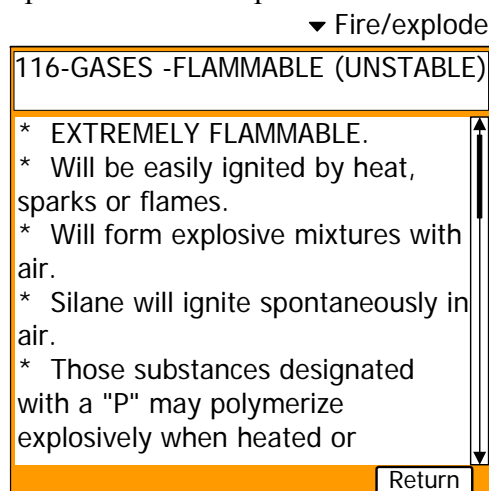 ▾ Fire/explode
116-GASES -FLAMMABLE (UNSTABLE)
* EXTREMELY FLAMMABLE.
* Will be easily ignited by heat,
sparks or flames.
* Will form explosive mixtures with
air.
* Silane will ignite spontaneously in
air.
* Those substances designated
with a "P" may polymerize
explosively when heated or
Return